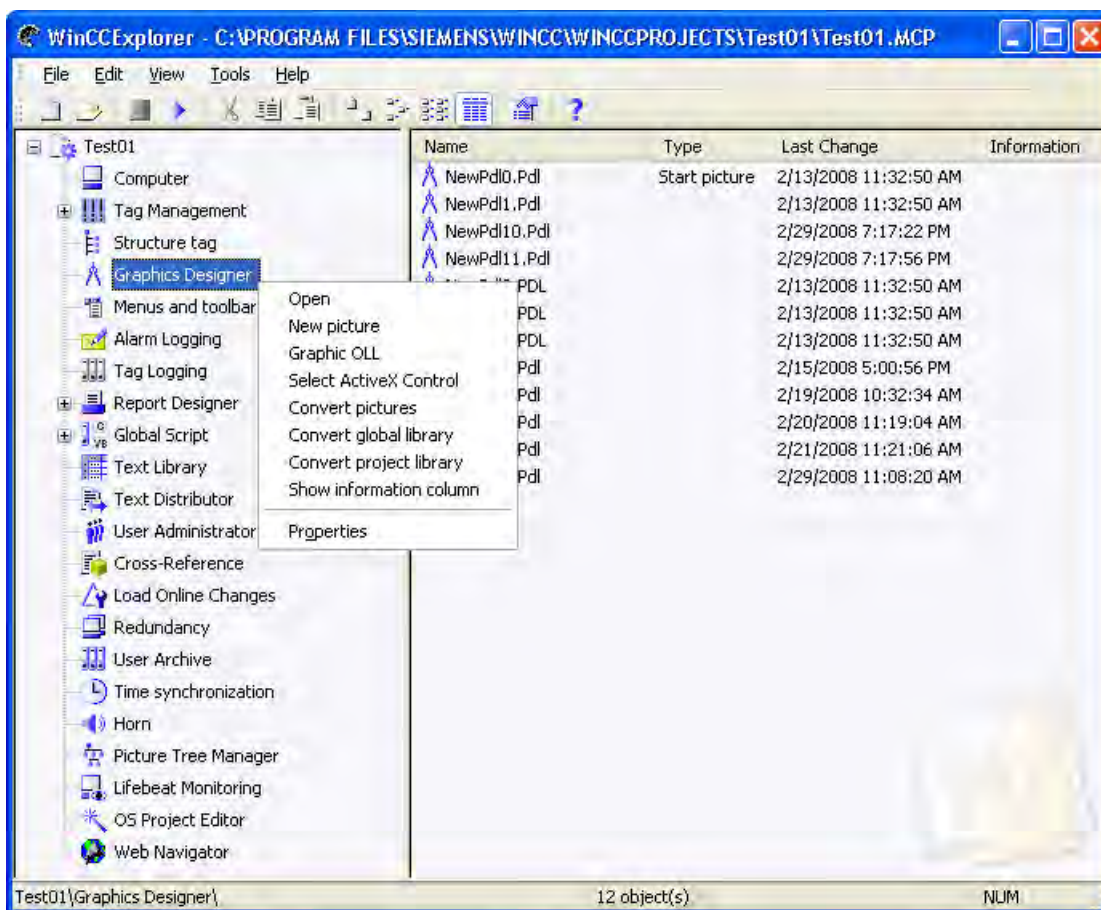 WinCCExplorer - C:\PROGRAM FILES\SIEMENS\WINCC\WINCCPROJECTS\Test01\Test01.MCP
File Edit View Tools Help
Test01
Computer
Tag Management
Structure tag
Graphics Designer
Menus and toolbar
Alarm Logging
Tag Logging
Report Designer
Global Script
Text Library
Text Distributor
User Administrator
Cross-Reference
Load Online Changes
Redundancy
User Archive
Time synchronization
Horn
Picture Tree Manager
Lifebeat Monitoring
OS Project Editor
Web Navigator
Open
New picture
Graphic OLL
Select ActiveX Control
Convert pictures
Convert global library
Convert project library
Show information column
Properties
Name Type Last Change Information
NewPdl0.Pdl Start picture 2/13/2008 11:32:50 AM
NewPdl1.Pdl 2/13/2008 11:32:50 AM
NewPdl10.Pdl 2/29/2008 7:17:22 PM
NewPdl11.Pdl 2/29/2008 7:17:56 PM
PDL 2/13/2008 11:32:50 AM
PDL 2/13/2008 11:32:50 AM
PDL 2/13/2008 11:32:50 AM
Pdl 2/15/2008 5:00:56 PM
Pdl 2/19/2008 10:32:34 AM
Pdl 2/20/2008 11:19:04 AM
Pdl 2/21/2008 11:21:06 AM
Pdl 2/29/2008 11:08:20 AM
Test01\Graphics Designer\ 12 object(s) NUM